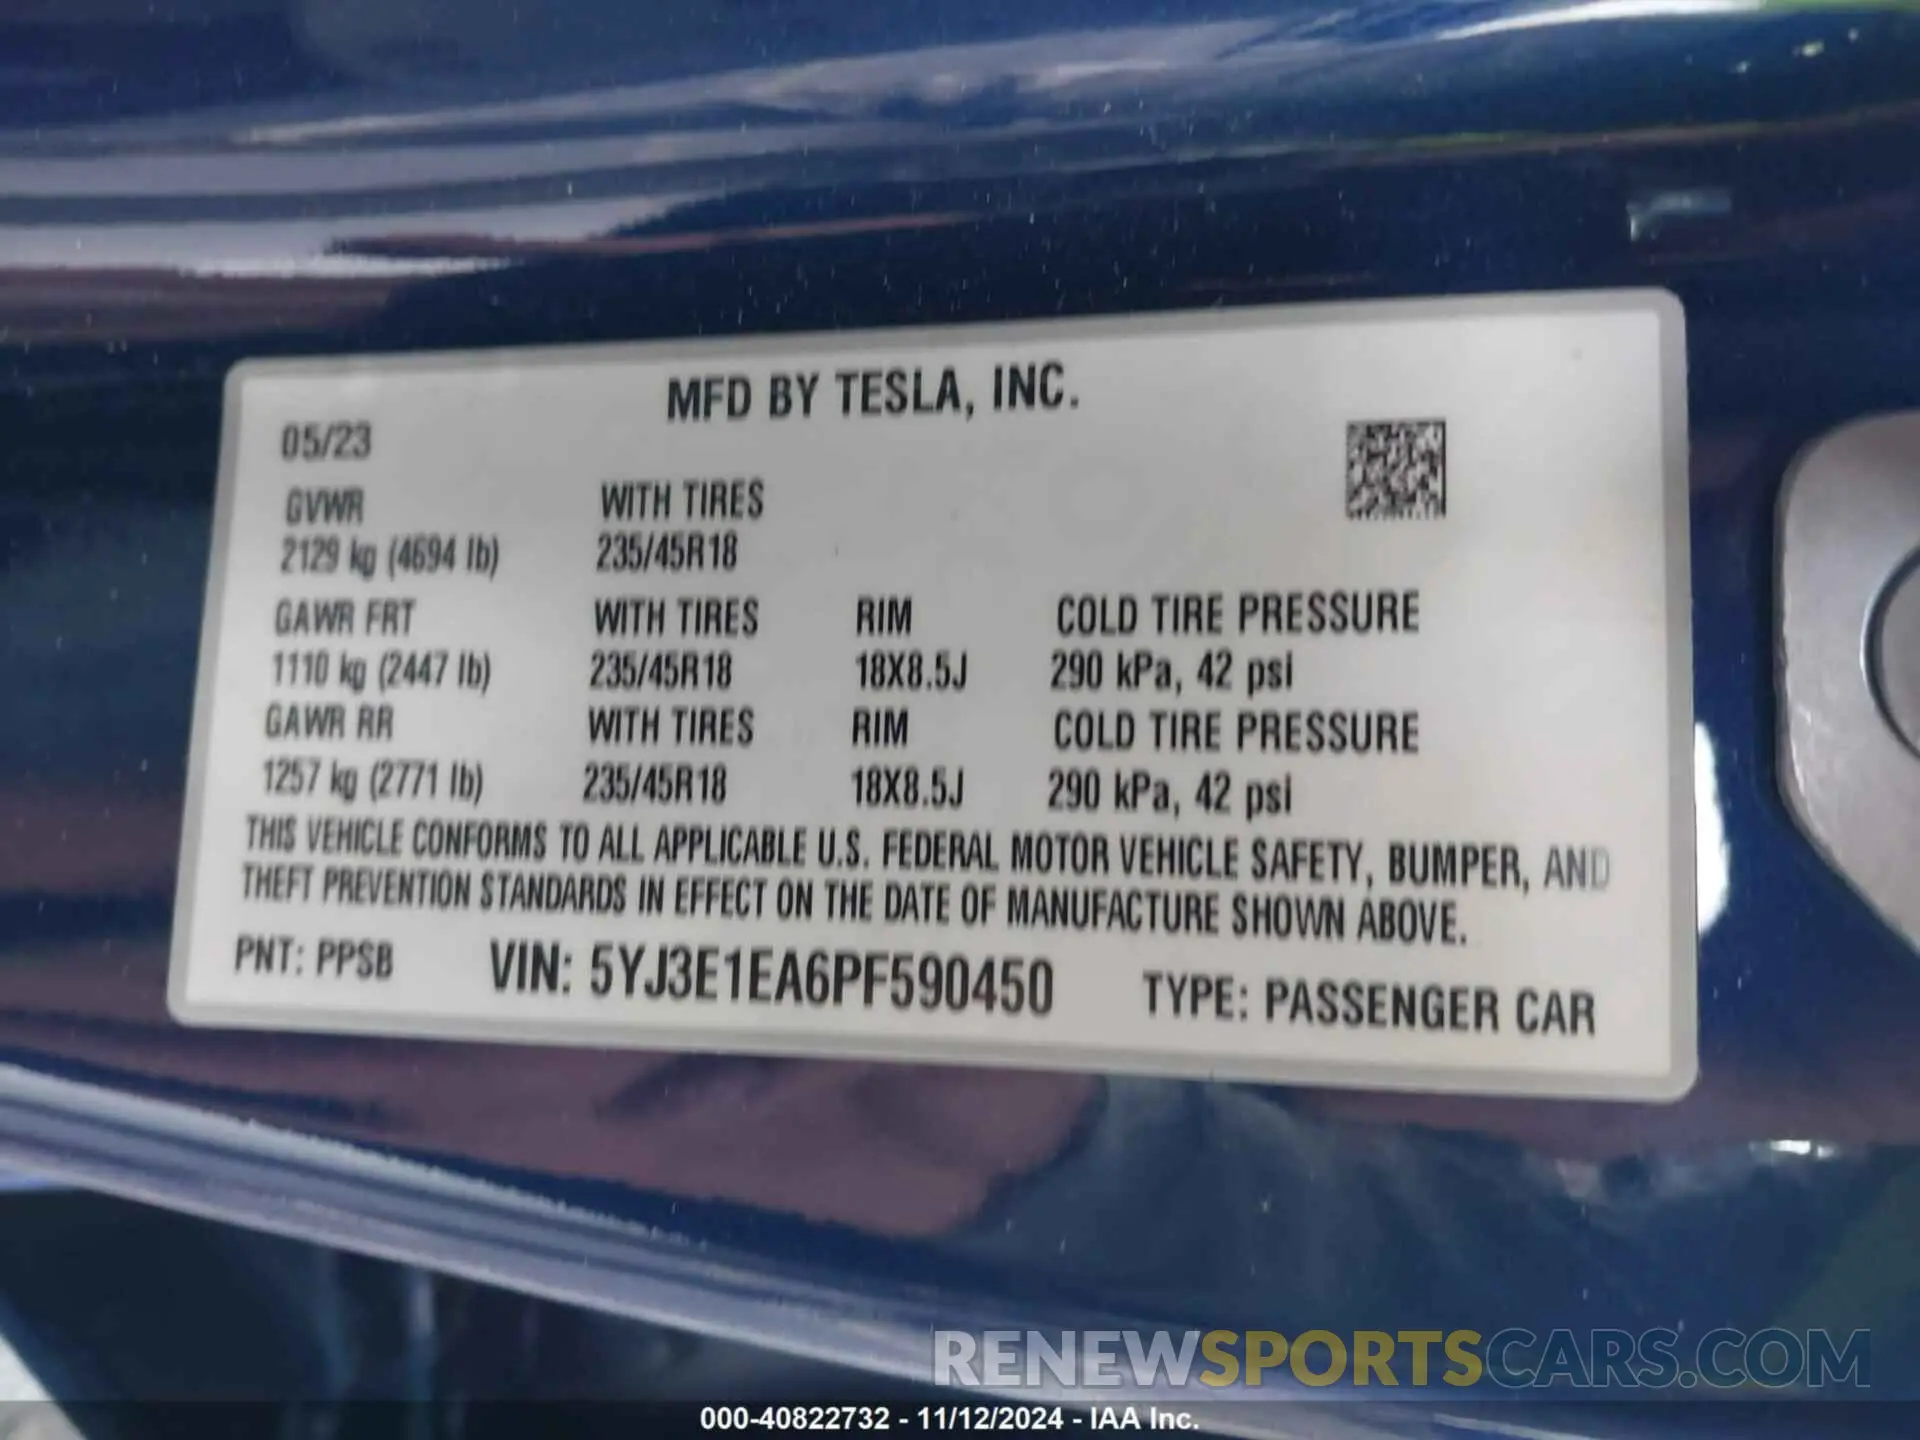 MFD BY TESLA, INC.
05/23
GVWR WITH TIRES
2129 kg (4694 lb) 235/45R18
GAWR FRT WITH TIRES RIM COLD TIRE PRESSURE
1110 kg (2447 lb) 235/45R18 18X8.5J 290 kPa, 42 psi
GAWR RR WITH TIRES RIM COLD TIRE PRESSURE
1257 kg (2771 lb) 235/45R18 18X8.5J 290 kPa, 42 psi
THIS VEHICLE CONFORMS TO ALL APPLICABLE U.S. FEDERAL MOTOR VEHICLE SAFETY, BUMPER, AND
THEFT PREVENTION STANDARDS IN EFFECT ON THE DATE OF MANUFACTURE SHOWN ABOVE.
PNT: PPSB VIN: 5YJ3E1EA6PF590450 TYPE: PASSENGER CAR
RENEWSPORTSCARS.COM
000-40822732 - 11/12/2024 - IAA Inc.